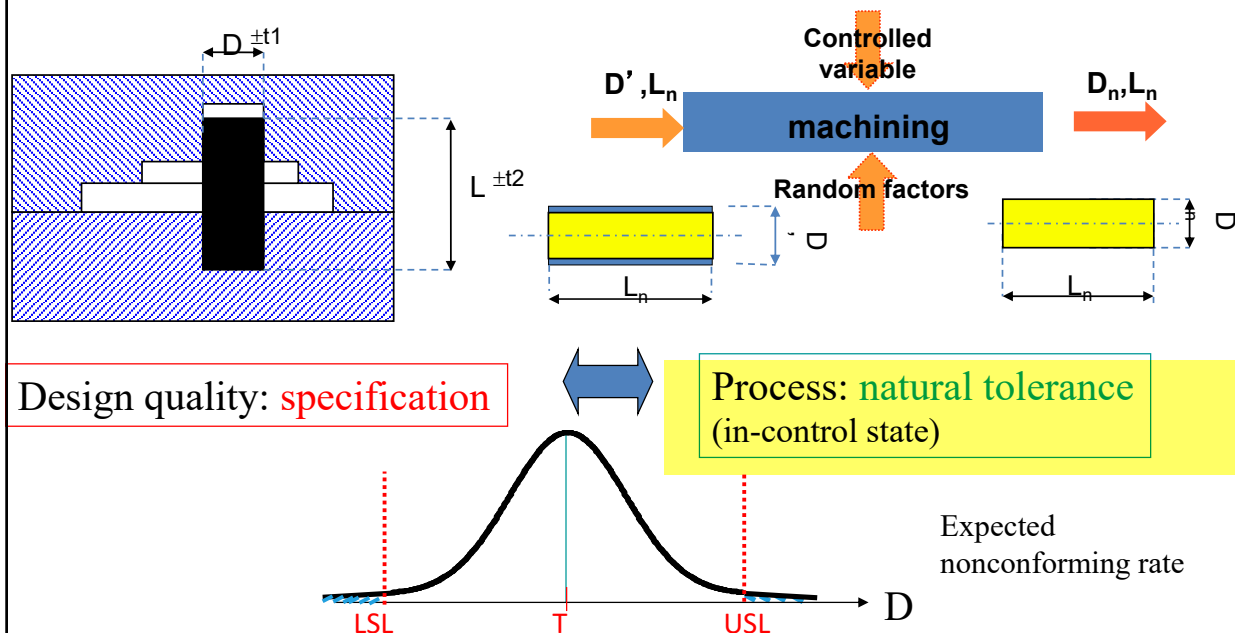 D ±t1
L ±t2
Controlled
variable
D’ ,Lₙ
machining
Dₙ,Lₙ
Random factors
D’
Lₙ
Dₙ
Lₙ
Design quality: specification
Process: natural tolerance
(in-control state)
Expected
nonconforming rate
D
LSL
T
USL